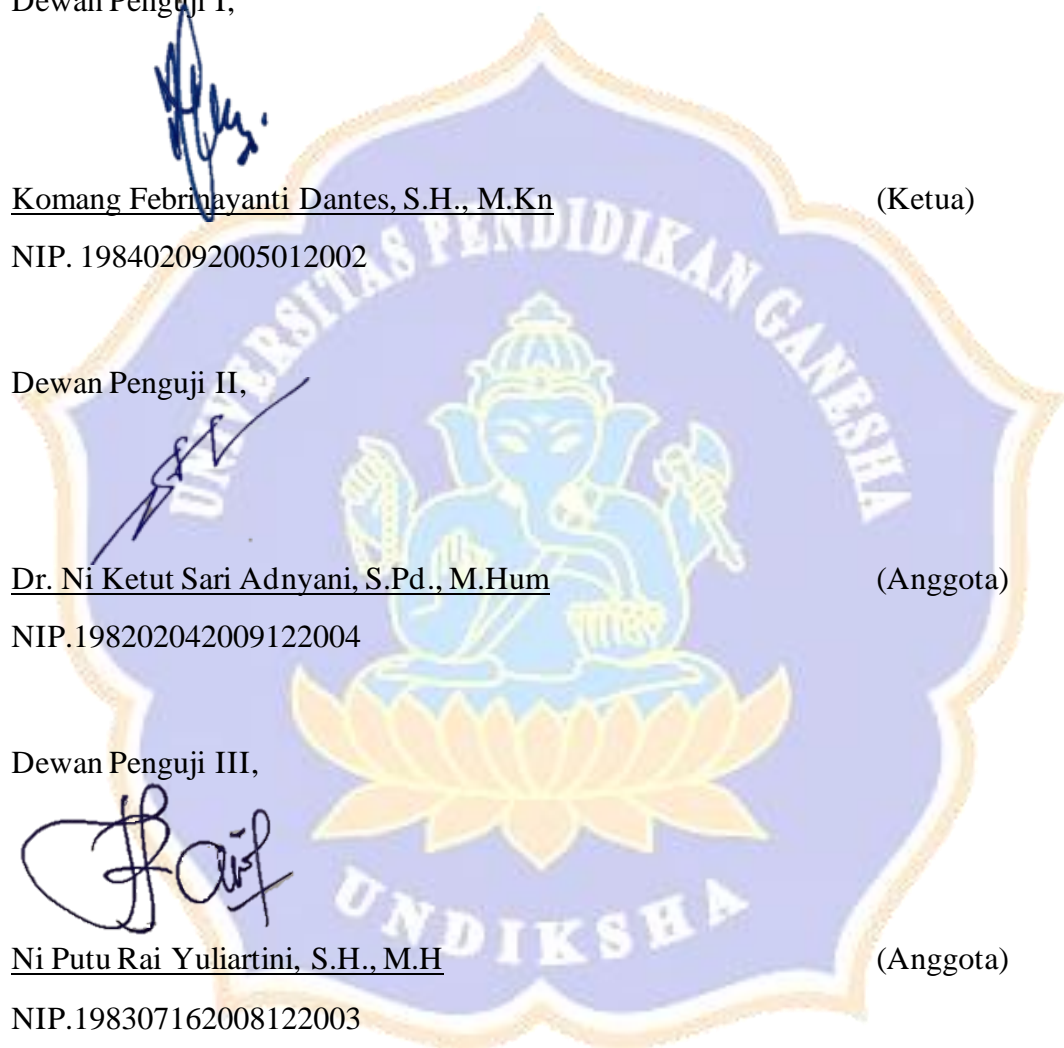 Dewan Penguji I,
Komang Febrinayanti Dantes, S.H., M.Kn (Ketua)
NIP. 198402092005012002
Dewan Penguji II,
Dr. Ni Ketut Sari Adnyani, S.Pd., M.Hum (Anggota)
NIP.198202042009122004
Dewan Penguji III,
Ni Putu Rai Yuliartini, S.H., M.H (Anggota)
NIP.198307162008122003
UNIVERSITAS PENDIDIKAN GANESHA
UNDIKSHA